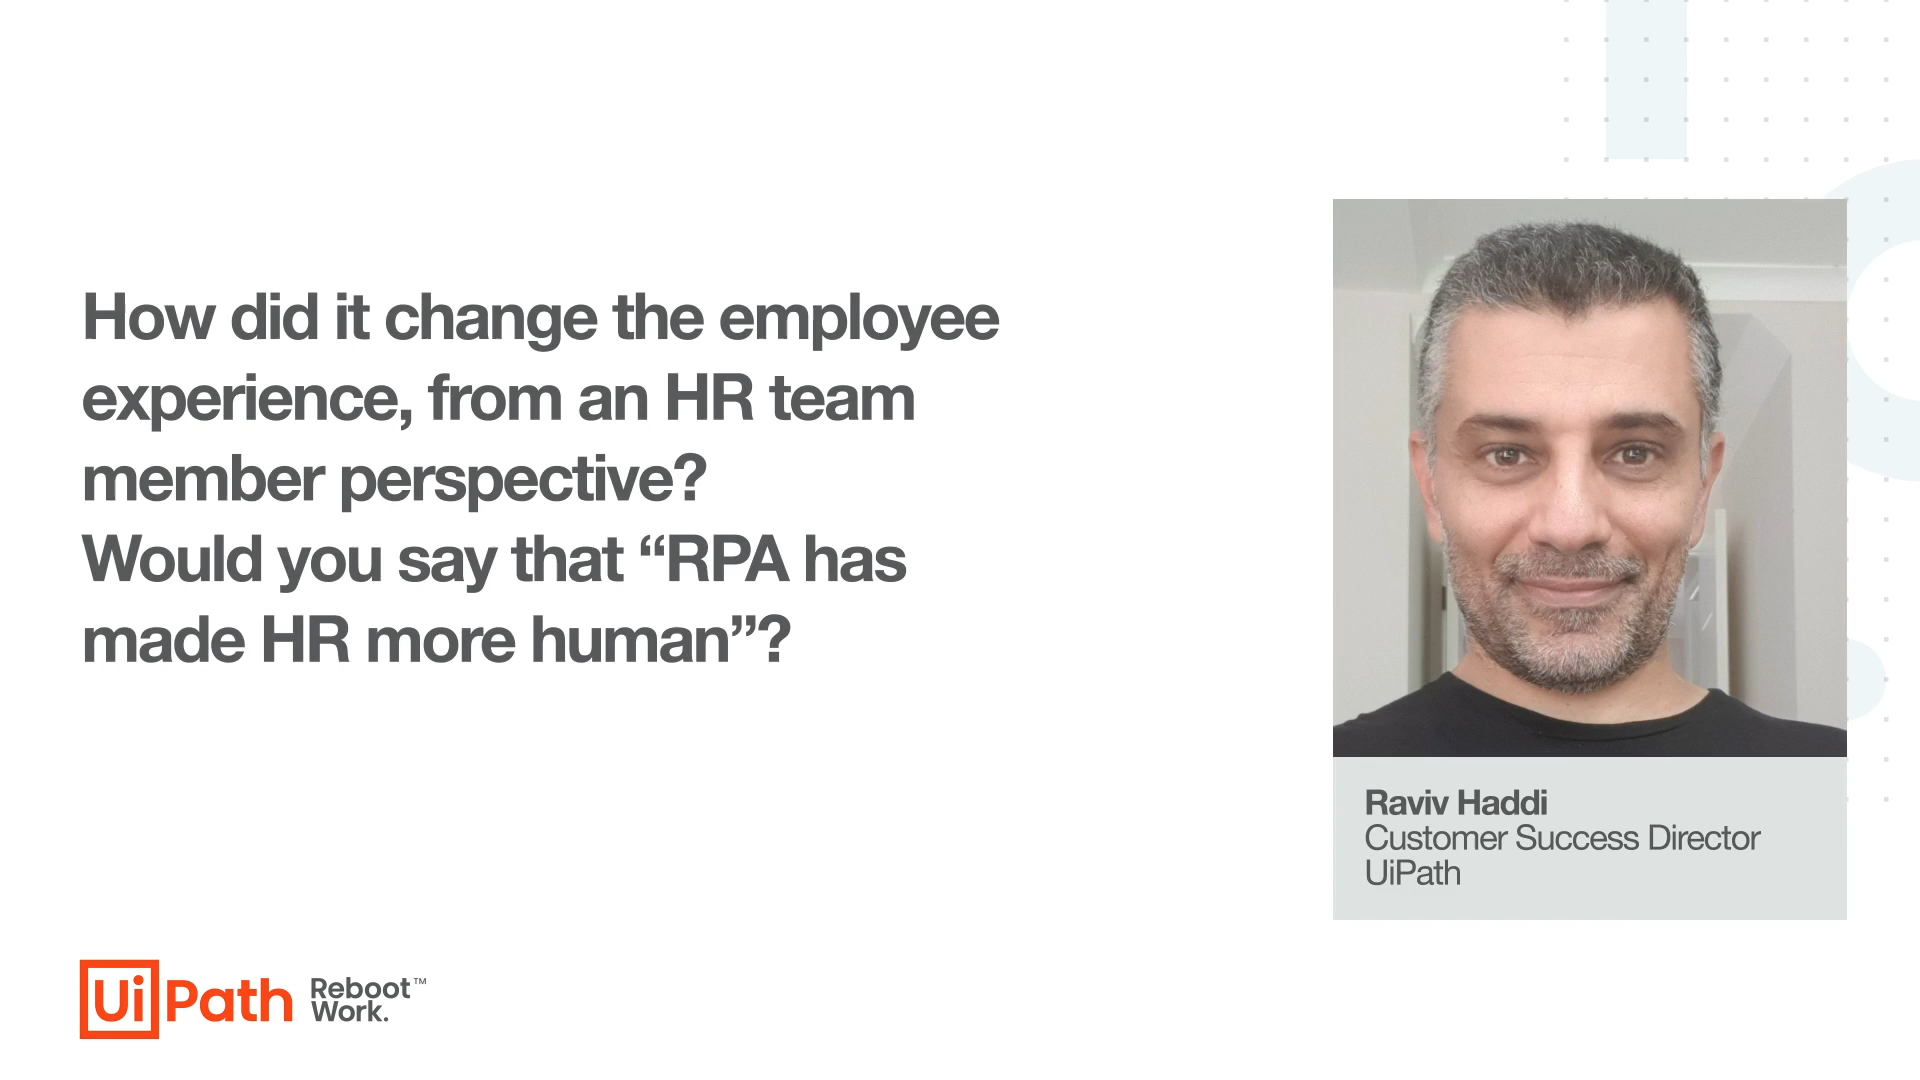 How did it change the employee
experience, from an HR team
member perspective?
Would you say that “RPA has
made HR more human”?
Raviv Haddi
Customer Success Director
UiPath
UiPath
Reboot™
Work.